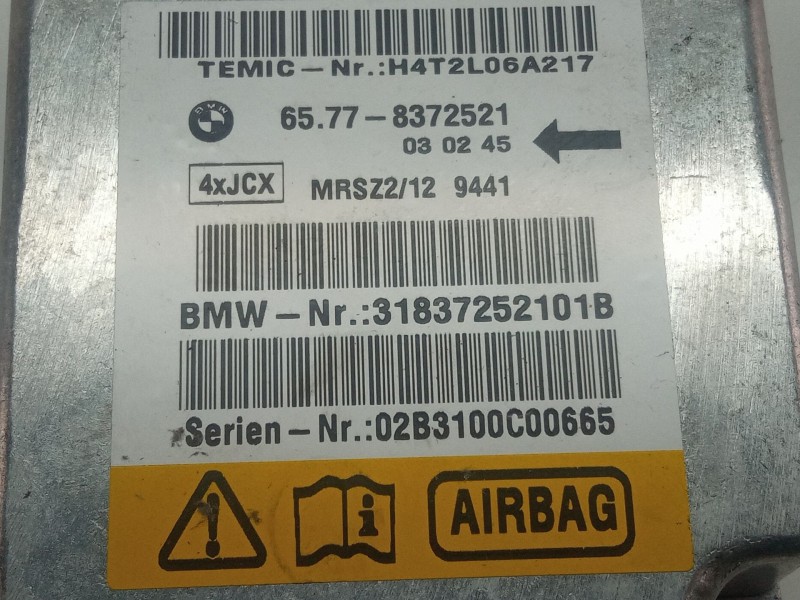 TEMIC-Nr.:H4T2L06A217
BMW
65.77-8372521
03 02 45
4xJCX
MRSZ2/12 9441
BMW-Nr.:31837252101B
Serien-Nr.:02B3100C00665
i
AIRBAG